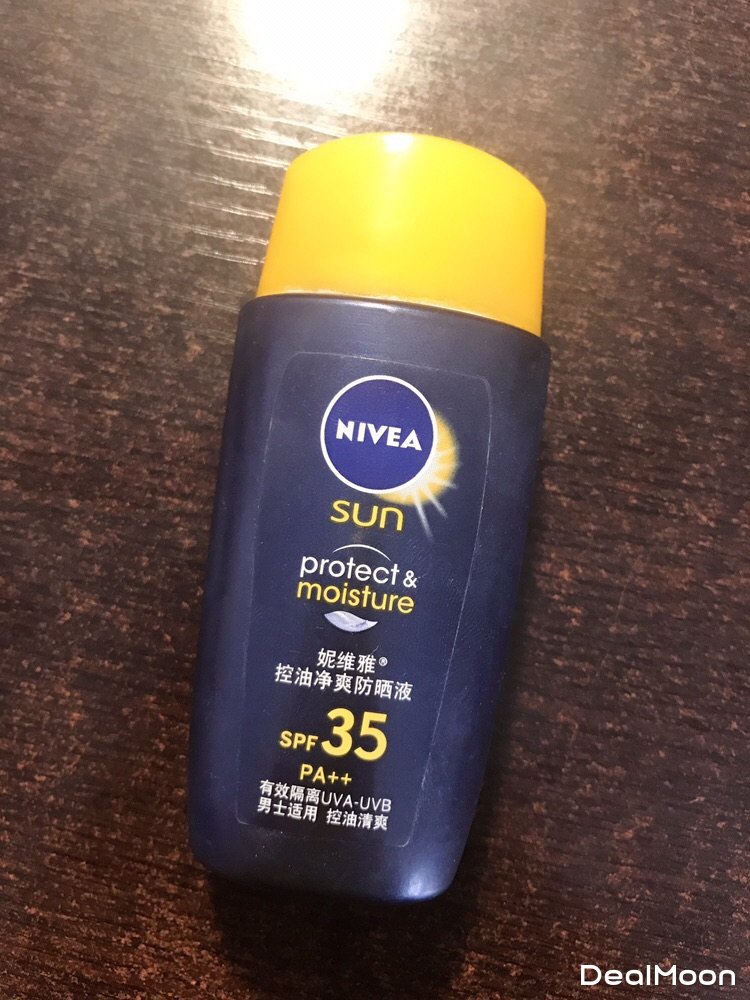 NIVEA
sun
protect &
moisture
妮维雅®
控油净爽防晒液
SPF 35
PA++
有效隔离UVA-UVB
男士适用 控油清爽
DealMoon